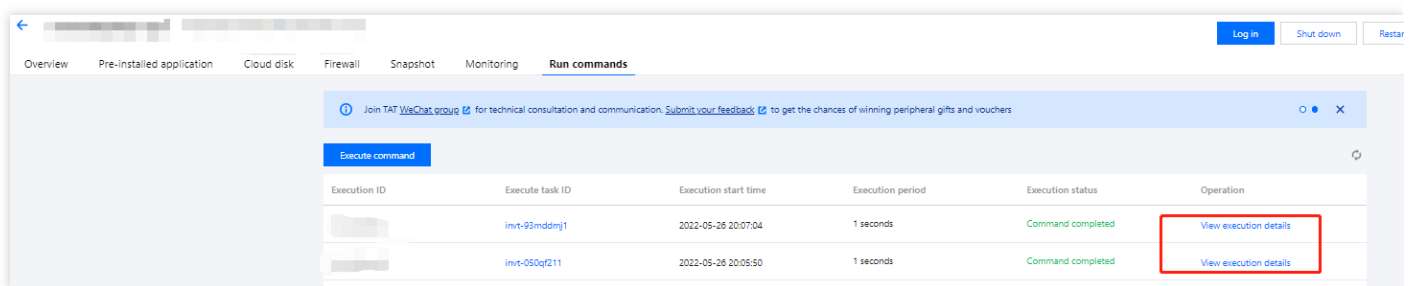 Log in Shut down Restar
Overview Pre-installed application Cloud disk Firewall Snapshot Monitoring Run commands
Join TAT WeChat group for technical consultation and communication. Submit your feedback to get the chances of winning peripheral gifts and vouchers
Execute command
Execution ID Execute task ID Execution start time Execution period Execution status Operation
invt-93mddmj1 2022-05-26 20:07:04 1 seconds Command completed View execution details
invt-050qf211 2022-05-26 20:05:50 1 seconds Command completed View execution details